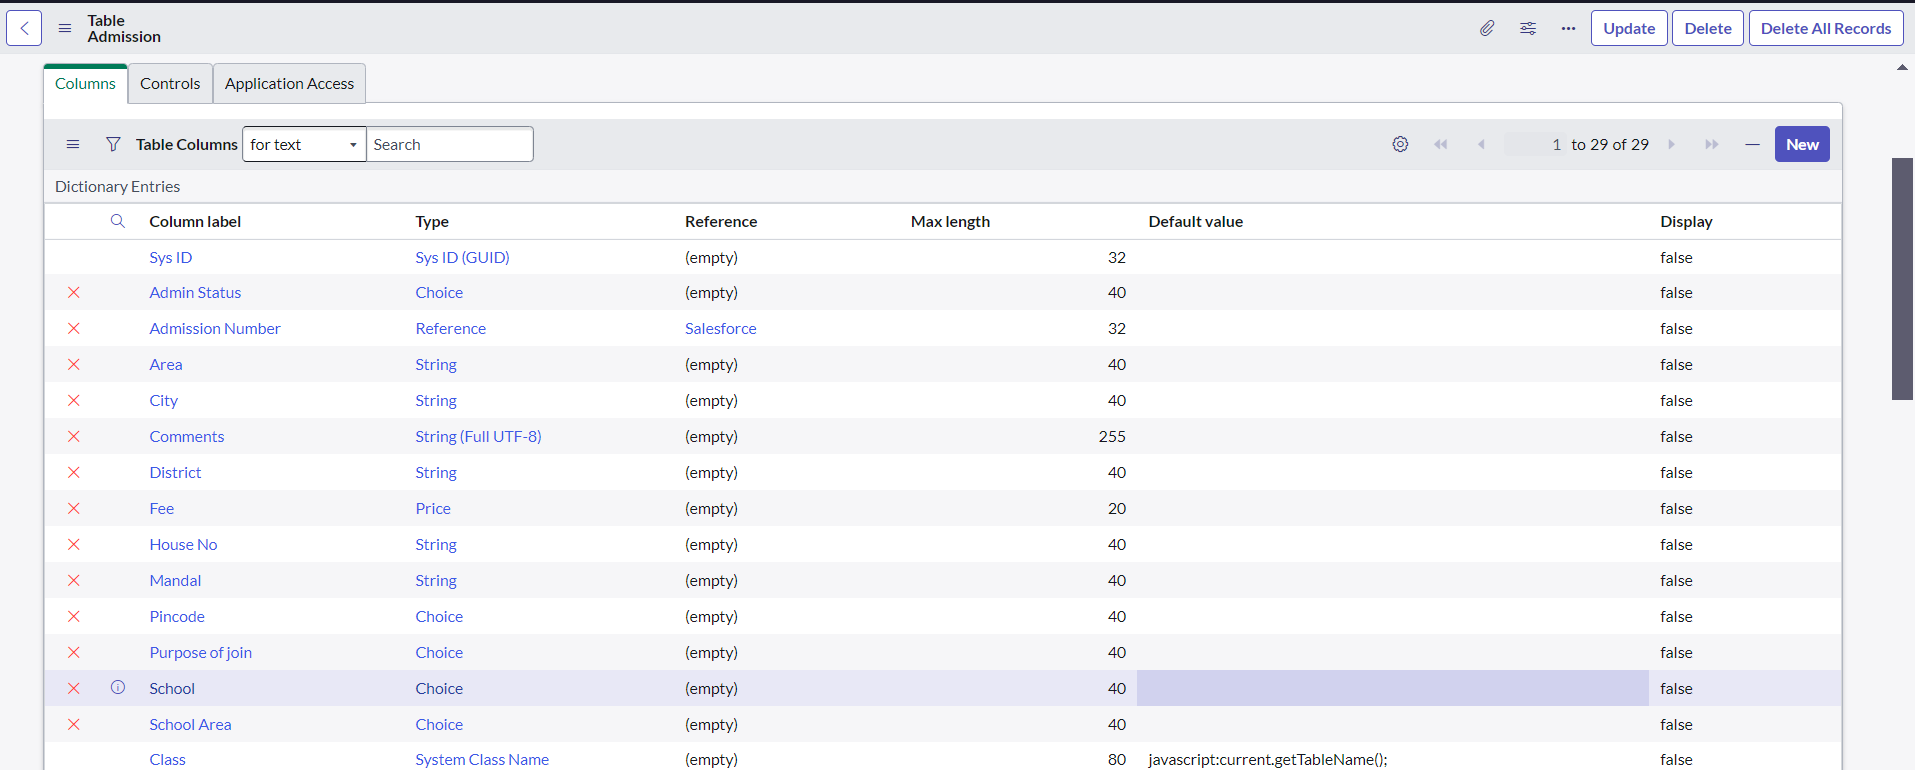 Table
Admission
Update Delete Delete All Records
Columns Controls Application Access
Table Columns for text Search 1 to 29 of 29 New
Dictionary Entries
Column label Type Reference Max length Default value Display
Sys ID Sys ID (GUID) (empty) 32 false
Admin Status Choice (empty) 40 false
Admission Number Reference Salesforce 32 false
Area String (empty) 40 false
City String (empty) 40 false
Comments String (Full UTF-8) (empty) 255 false
District String (empty) 40 false
Fee Price (empty) 20 false
House No String (empty) 40 false
Mandal String (empty) 40 false
Pincode Choice (empty) 40 false
Purpose of join Choice (empty) 40 false
School Choice (empty) 40 false
School Area Choice (empty) 40 false
Class System Class Name (empty) 80 javascript:current.getTableName(); false